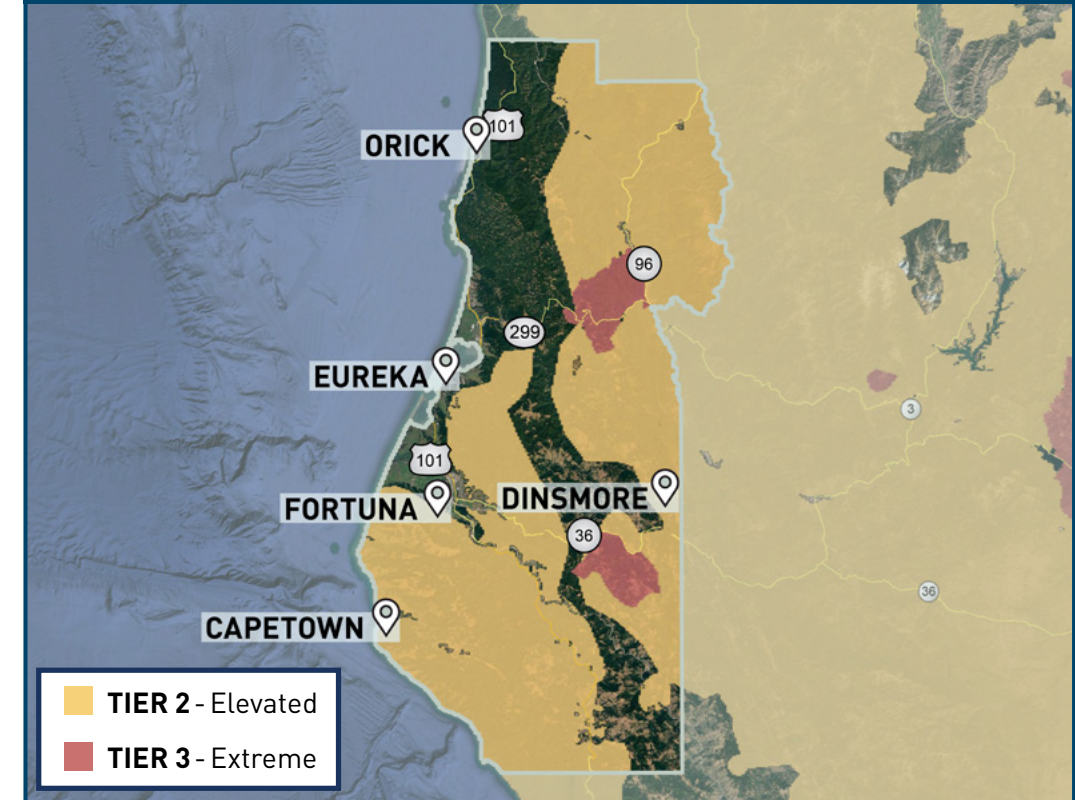 ORICK
101
96
299
EUREKA
3
101
FORTUNA
DINSMORE
36
36
CAPETOWN
TIER 2 - Elevated
TIER 3 - Extreme